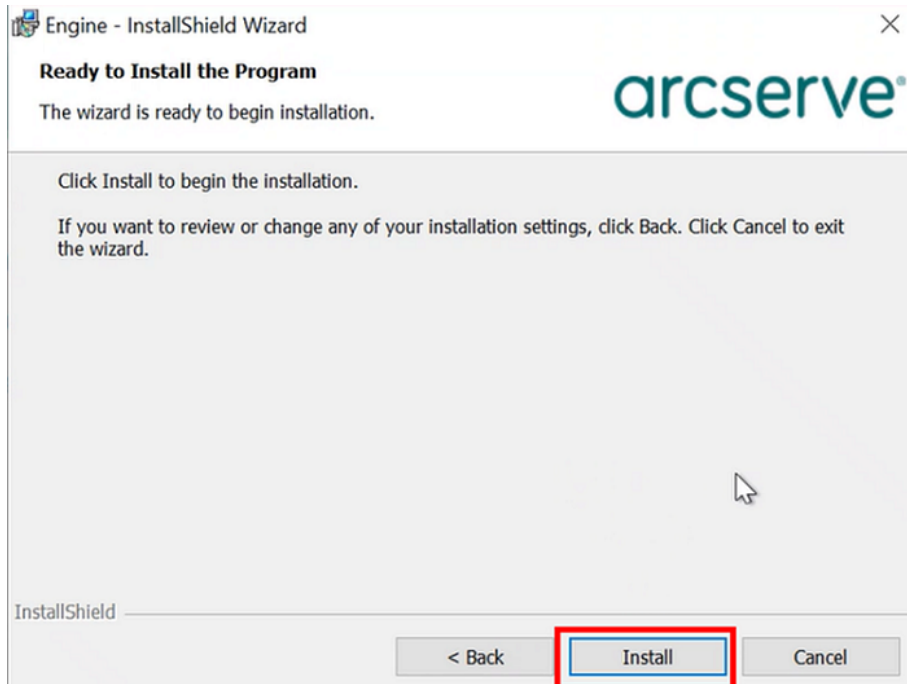 Engine - InstallShield Wizard
Ready to Install the Program
The wizard is ready to begin installation.
arcserve®
Click Install to begin the installation.
If you want to review or change any of your installation settings, click Back. Click Cancel to exit
the wizard.
InstallShield
< Back Install Cancel